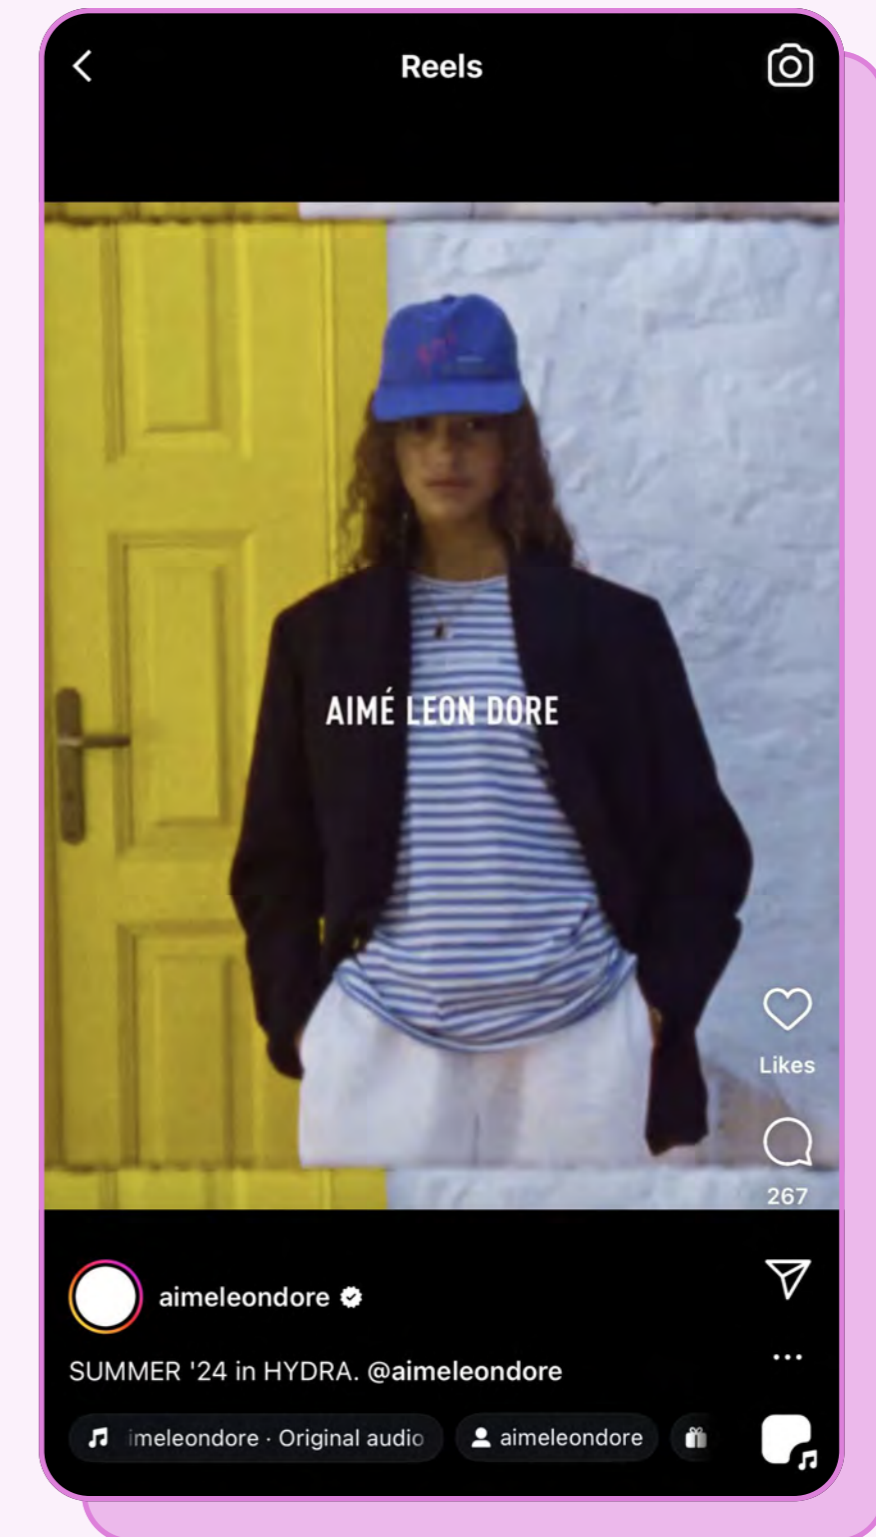 Reels
AIMÉ LEON DORE
Likes
267
aimeleondore
SUMMER '24 in HYDRA. @aimeleondore
imeleondore · Original audio
aimeleondore